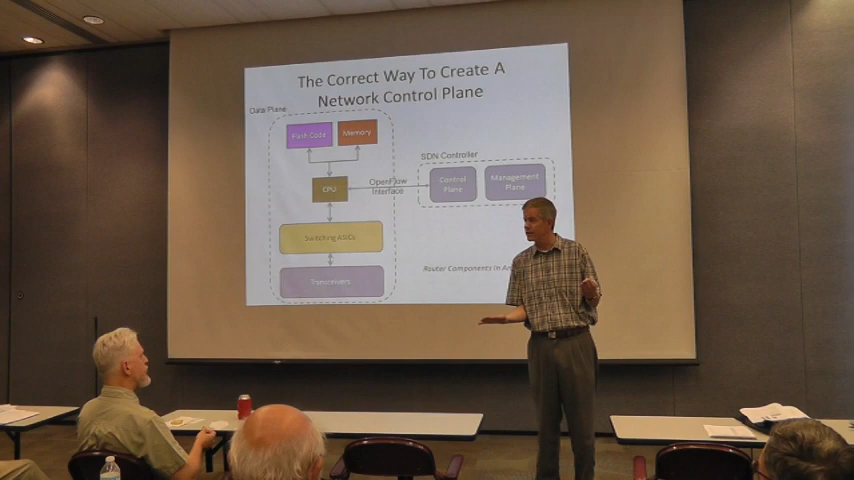 The Correct Way To Create A
Network Control Plane
Data Plane
Flash Code
Memory
SDN Controller
CPU
OpenFlow
Interface
Control
Plane
Management
Plane
Switching ASICs
Transceivers
Router Components In